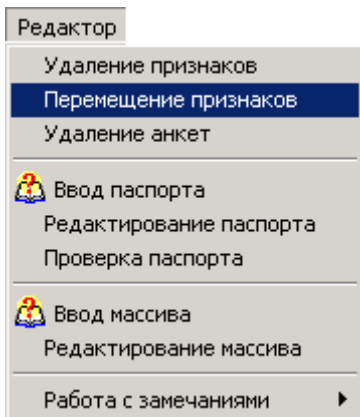 Редактор
Удаление признаков
Перемещение признаков
Удаление анкет
Ввод паспорта
Редактирование паспорта
Проверка паспорта
Ввод массива
Редактирование массива
Работа с замечаниями